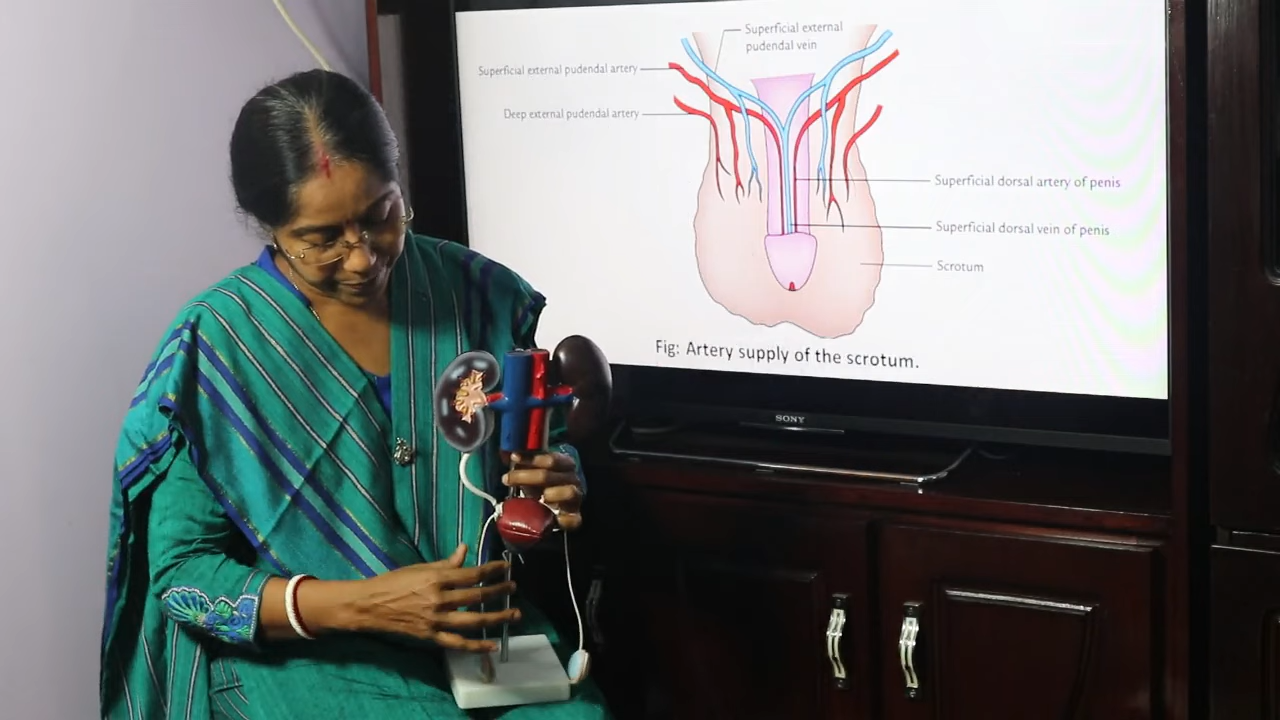 Superficial external
pudendal vein
Superficial external pudendal artery
Deep external pudendal artery
Superficial dorsal artery of penis
Superficial dorsal vein of penis
Scrotum
Fig: Artery supply of the scrotum.
SONY